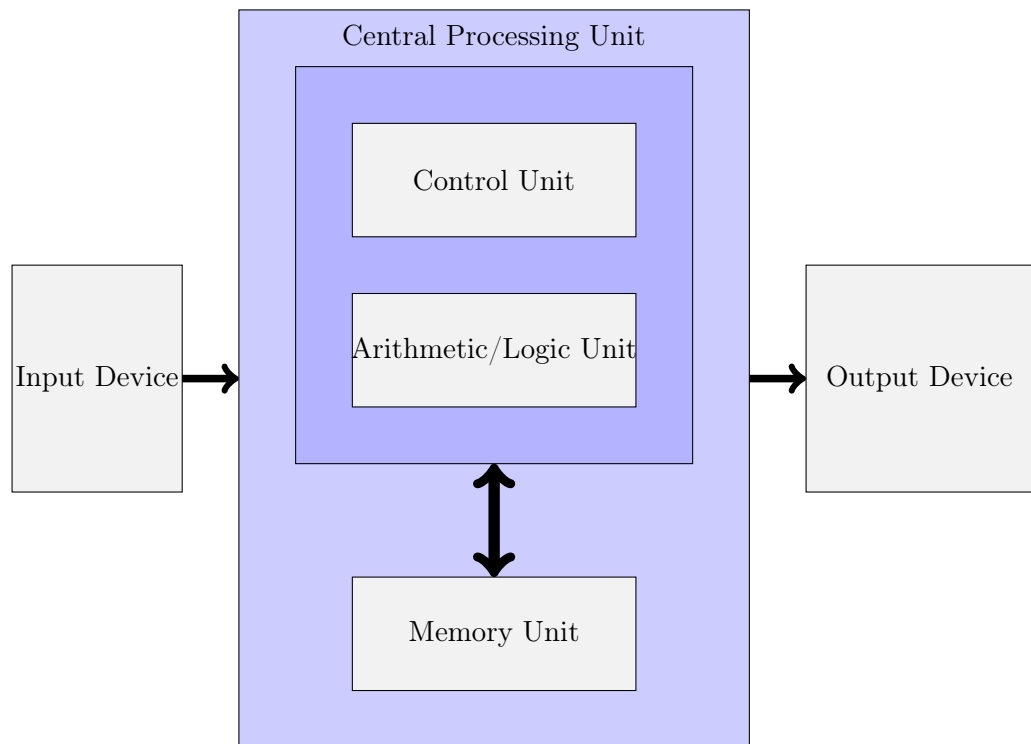 Central Processing Unit
Control Unit
Arithmetic/Logic Unit
Input Device
Output Device
Memory Unit